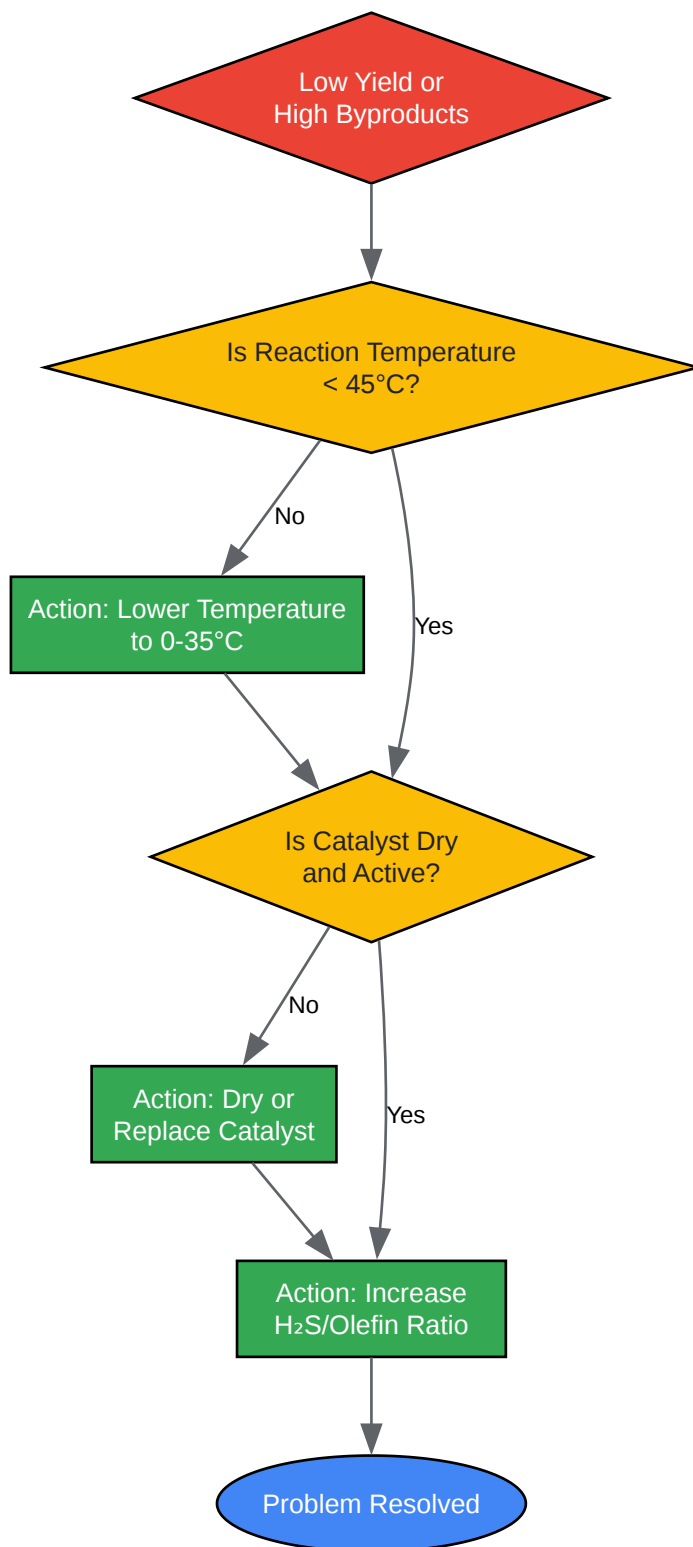 Low Yield or
High Byproducts
Is Reaction Temperature
< 45°C?
No
Action: Lower Temperature
to 0-35°C
Yes
Is Catalyst Dry
and Active?
No
Action: Dry or
Replace Catalyst
Yes
Action: Increase
H₂S/Olefin Ratio
Problem Resolved